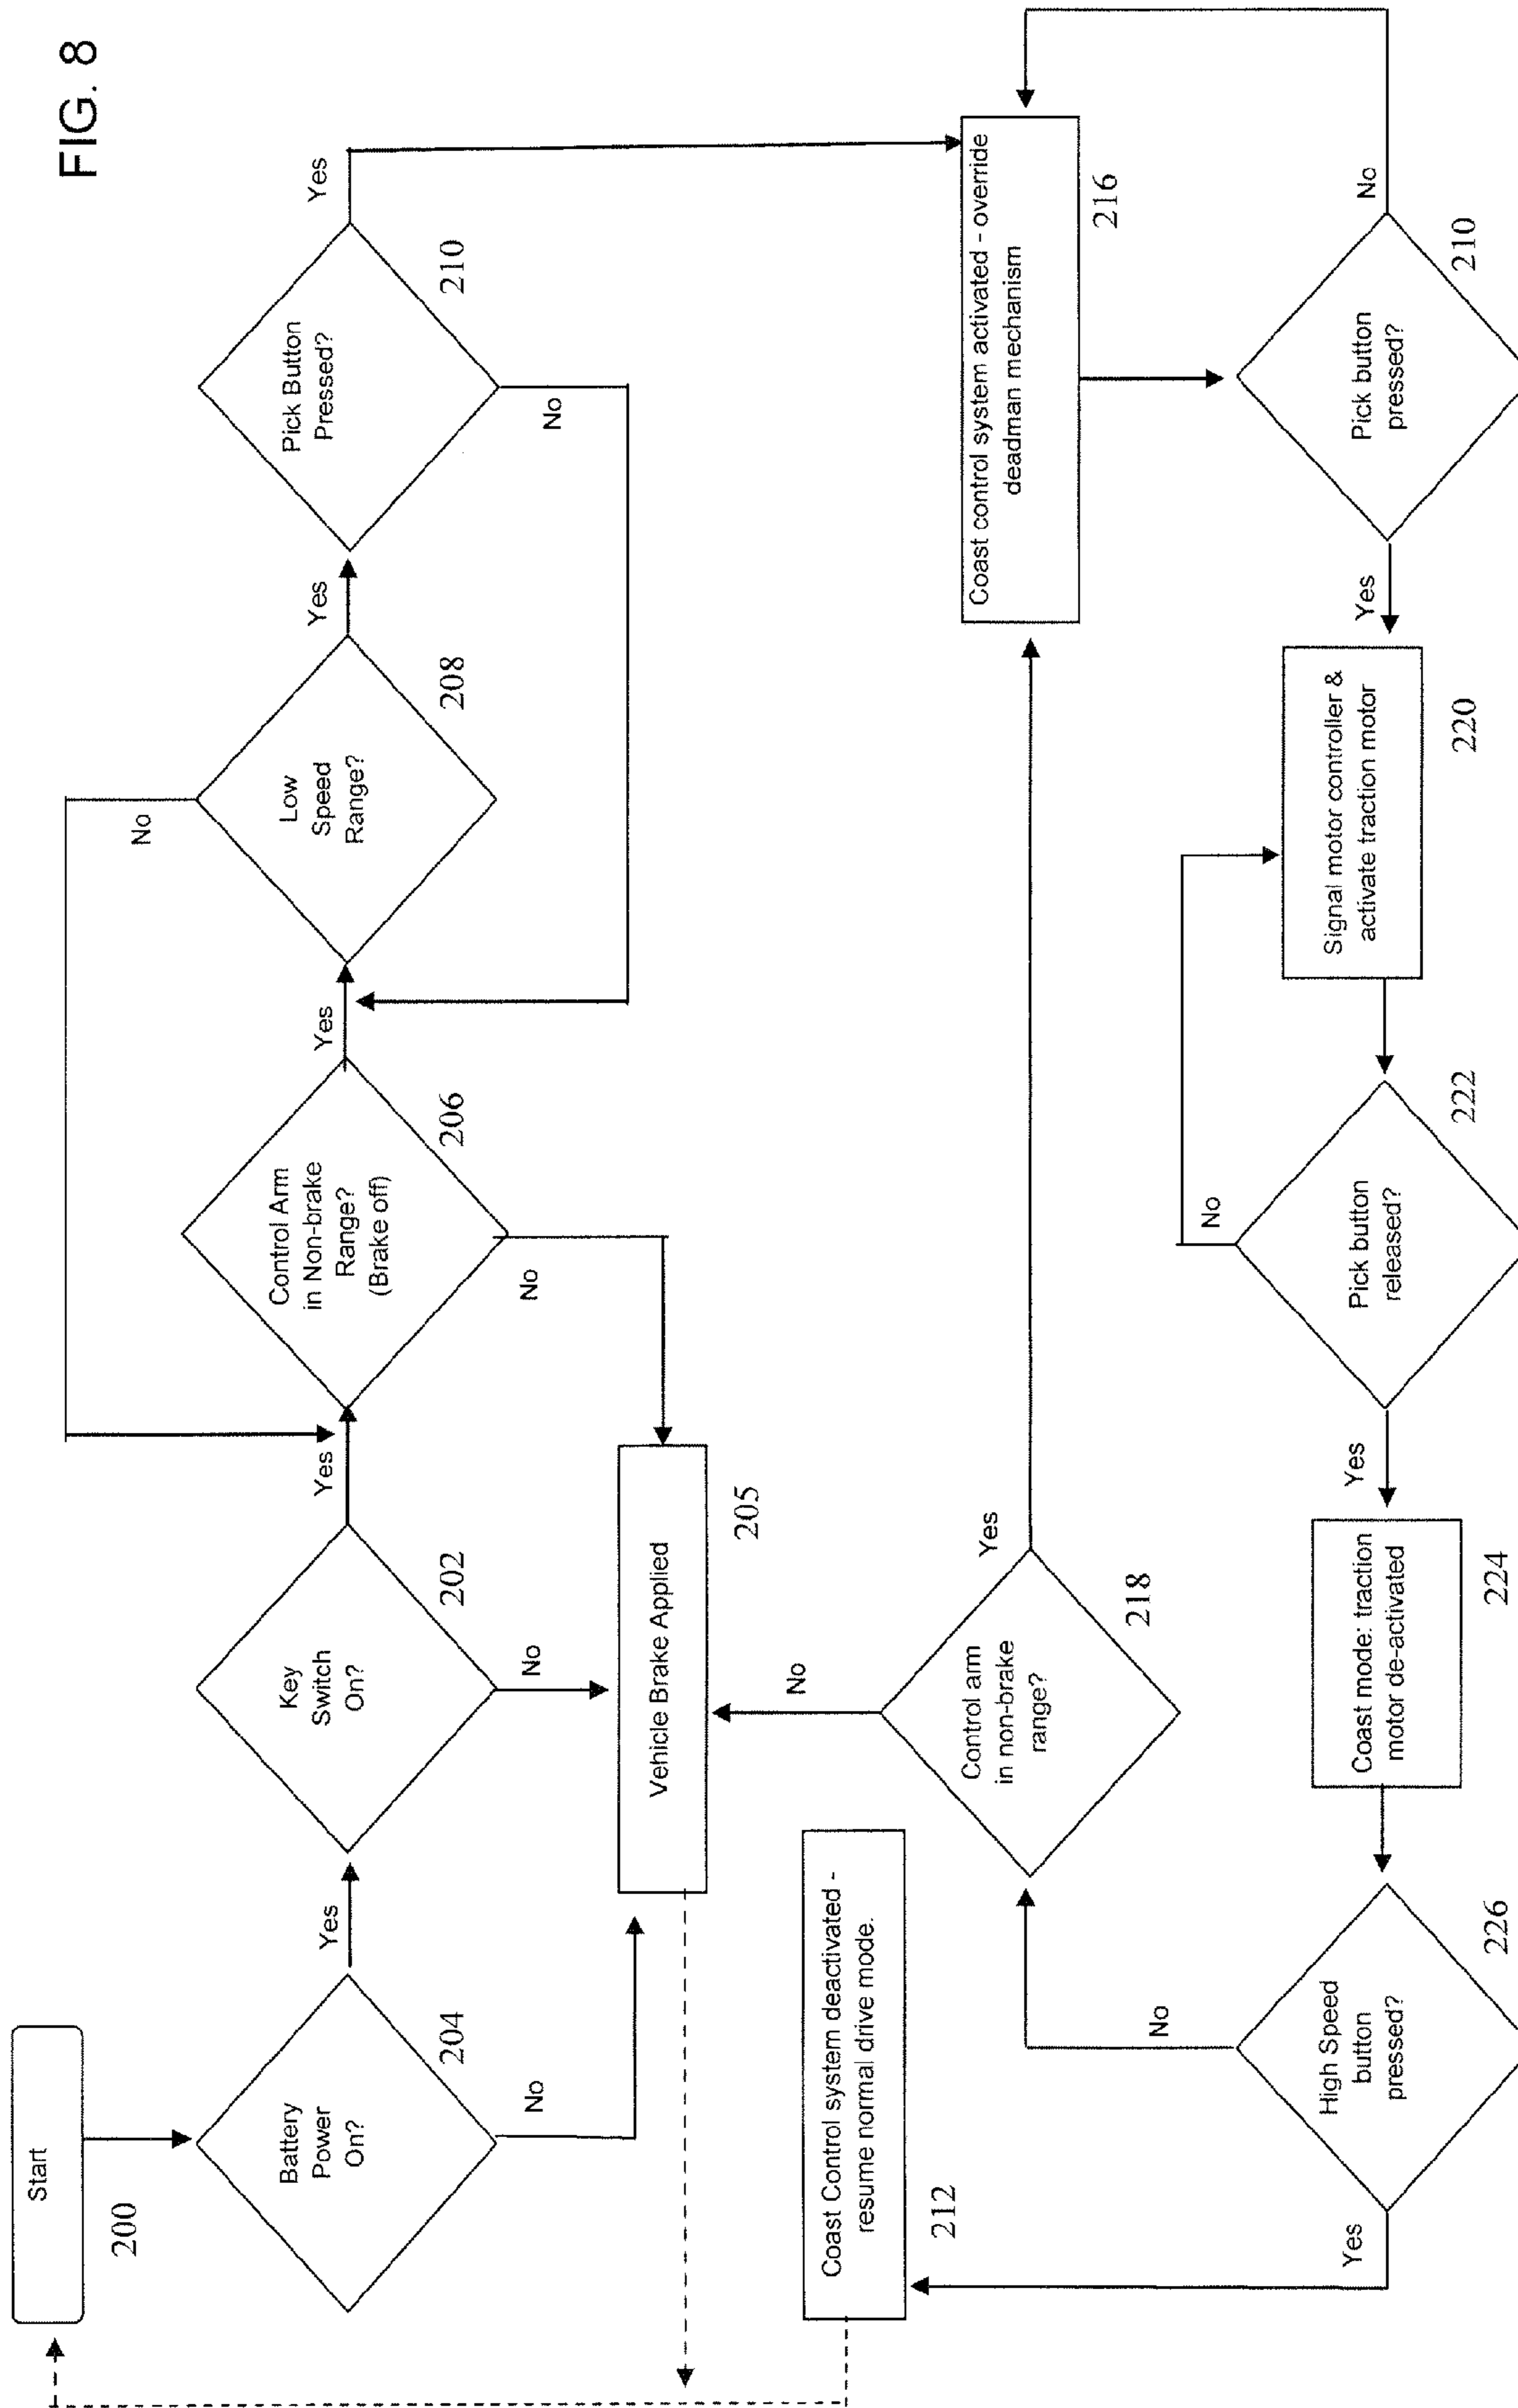 FIG. 8
Start
200
Battery
Power
On?
204
Yes
No
Key
Switch
On?
202
Yes
No
Control Arm
in Non-brake
Range?
(Brake off)
206
Yes
No
Low
Speed
Range?
208
Yes
No
Pick Button
Pressed?
210
Yes
No
Vehicle Brake Applied
205
Coast Control system deactivated -
resume normal drive mode.
212
Control arm
in non-brake
range?
218
No
Yes
Coast control system activated - override
deadman mechanism
216
High Speed
button
pressed?
226
Yes
No
Coast mode: traction
motor de-activated
224
Yes
Pick button
released?
222
No
Signal motor controller &
activate traction motor
220
Yes
Pick button
pressed?
210
No